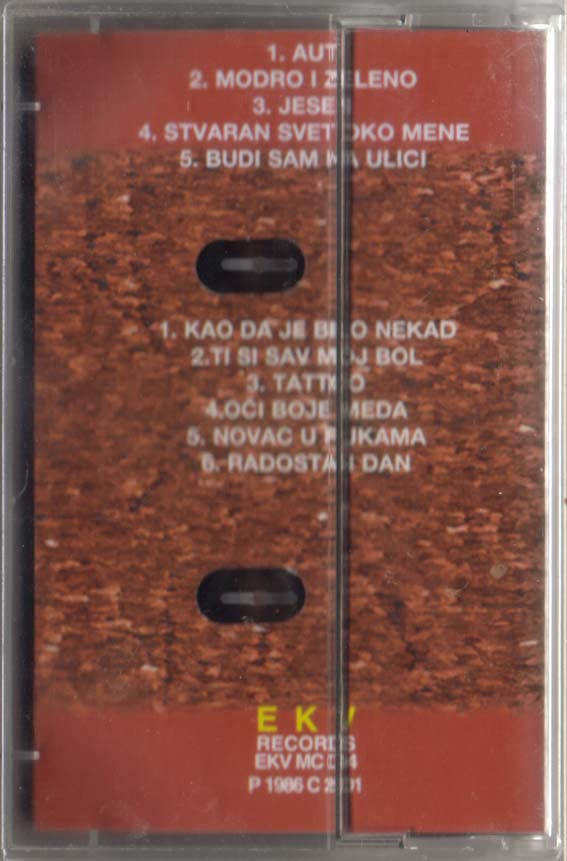 1. AUT
2. MODRO I ZELENO
3. JESEN
4. STVARAN SVET OKO MENE
5. BUDI SAM NA ULICI
1. KAO DA JE BILO NEKAD
2.TI SI SAV MOJ BOL
3. TATTOO
4.OČI BOJE MEDA
5. NOVAC U RUKAMA
6. RADOSTAN DAN
E K V
RECORDS
EKV MC 004
P 1986 C 2001